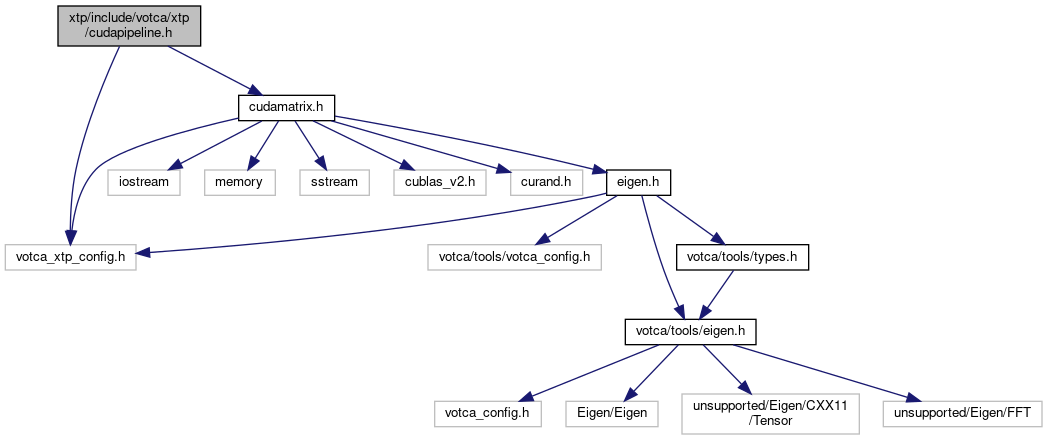 xtp/include/votca/xtp
/cudapipeline.h
cudamatrix.h
iostream
memory
sstream
cublas_v2.h
curand.h
eigen.h
votca_xtp_config.h
votca/tools/votca_config.h
votca/tools/types.h
votca/tools/eigen.h
votca_config.h
Eigen/Eigen
unsupported/Eigen/CXX11
/Tensor
unsupported/Eigen/FFT